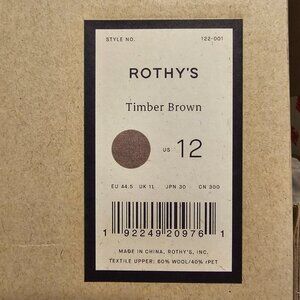 STYLE NO. 122-001
ROTHY'S
Timber Brown
US 12
EU 44.5 UK 11 JPN 30 CN 300
1 92249 20976 1
MADE IN CHINA, ROTHY'S, INC.
TEXTILE UPPER: 60% WOOL/40% rPET